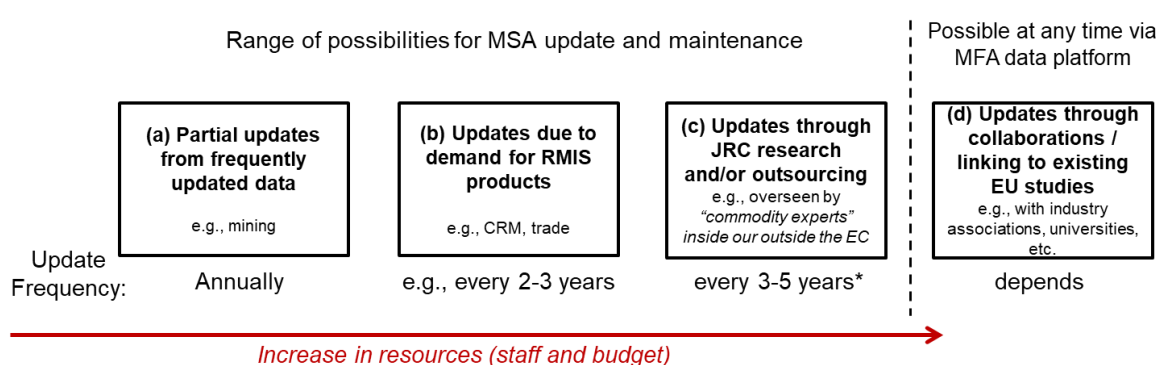 Range of possibilities for MSA update and maintenance
Possible at any time via
MFA data platform
(a) Partial updates
from frequently
updated data
e.g., mining
(b) Updates due to
demand for RMIS
products
e.g., CRM, trade
(c) Updates through
JRC research
and/or outsourcing
e.g., overseen by
“commodity experts”
inside our outside the EC
(d) Updates through
collaborations /
linking to existing
EU studies
e.g., with industry
associations, universities,
etc.
Update
Frequency:
Annually
e.g., every 2-3 years
every 3-5 years*
depends
Increase in resources (staff and budget)